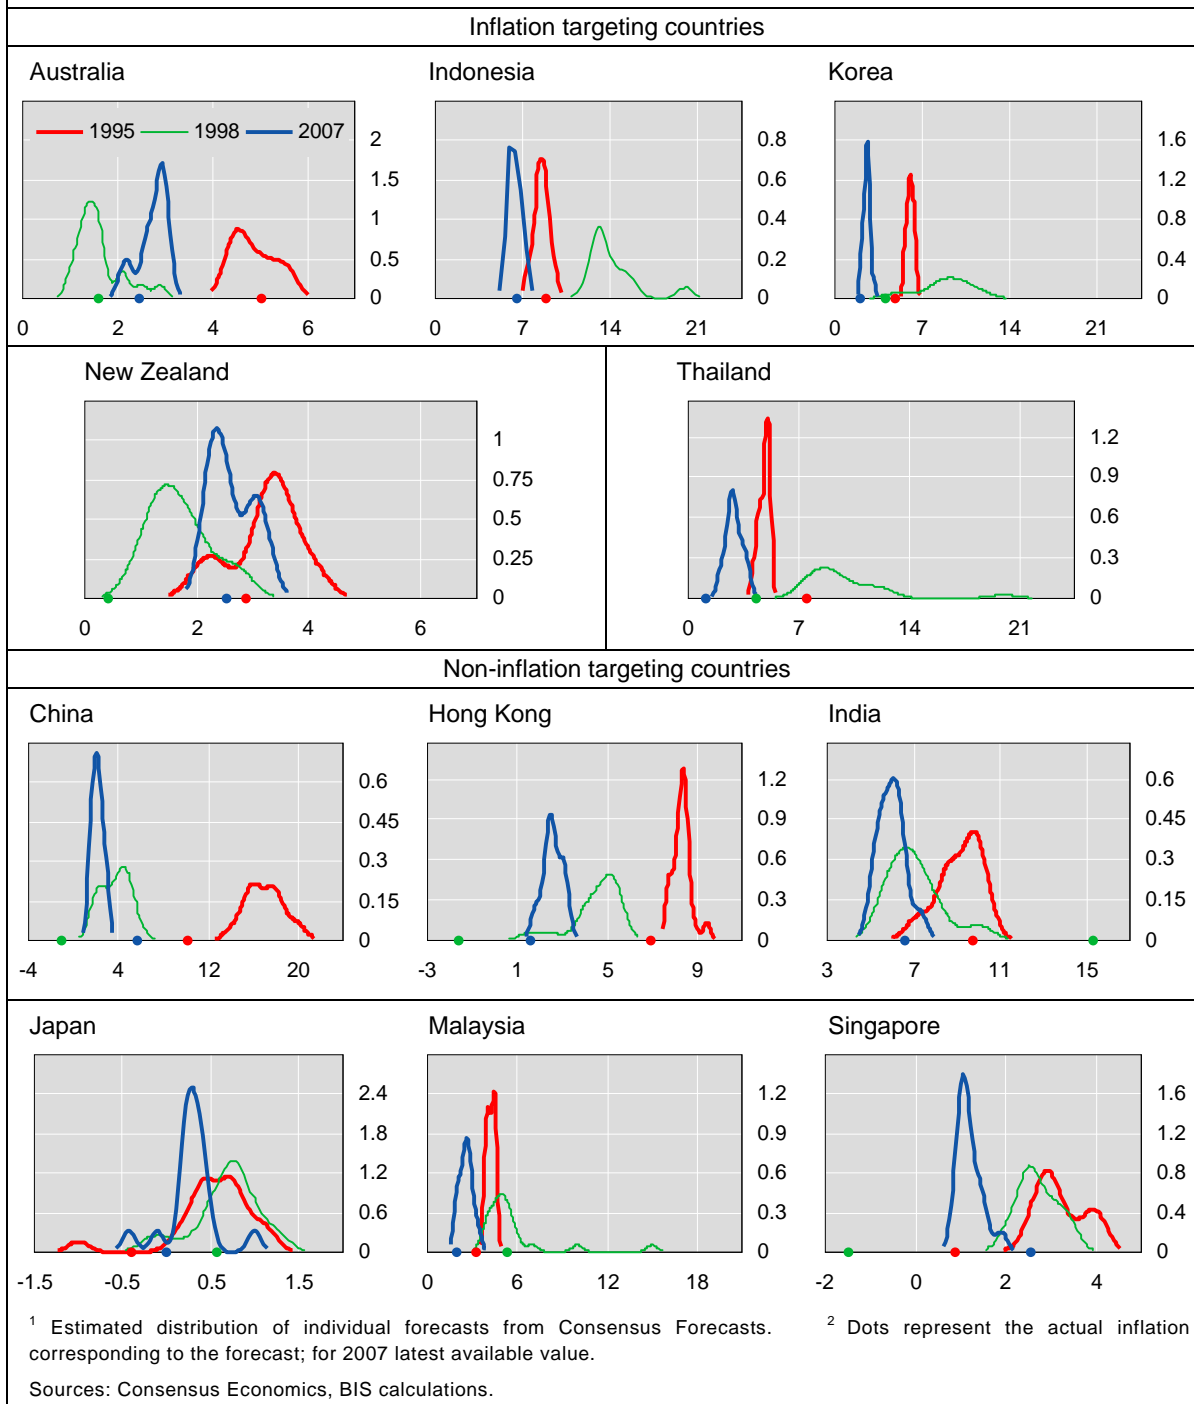 Inflation targeting countries
Australia
Indonesia
Korea
1995
1998
2007
2
1.5
1
0.5
0
0 2 4 6
0.8
0.6
0.4
0.2
0
0 7 14 21
1.6
1.2
0.8
0.4
0
0 7 14 21
New Zealand
Thailand
1
0.75
0.5
0.25
0
0 2 4 6
1.2
0.9
0.6
0.3
0
0 7 14 21
Non-inflation targeting countries
China
Hong Kong
India
0.6
0.45
0.3
0.15
0
-4 4 12 20
1.2
0.9
0.6
0.3
0
-3 1 5 9
0.6
0.45
0.3
0.15
0
3 7 11 15
Japan
Malaysia
Singapore
2.4
1.8
1.2
0.6
0
-1.5 -0.5 0.5 1.5
1.2
0.9
0.6
0.3
0
0 6 12 18
1.6
1.2
0.8
0.4
0
-2 0 2 4
1 Estimated distribution of individual forecasts from Consensus Forecasts. 2 Dots represent the actual inflation
corresponding to the forecast; for 2007 latest available value.
Sources: Consensus Economics, BIS calculations.